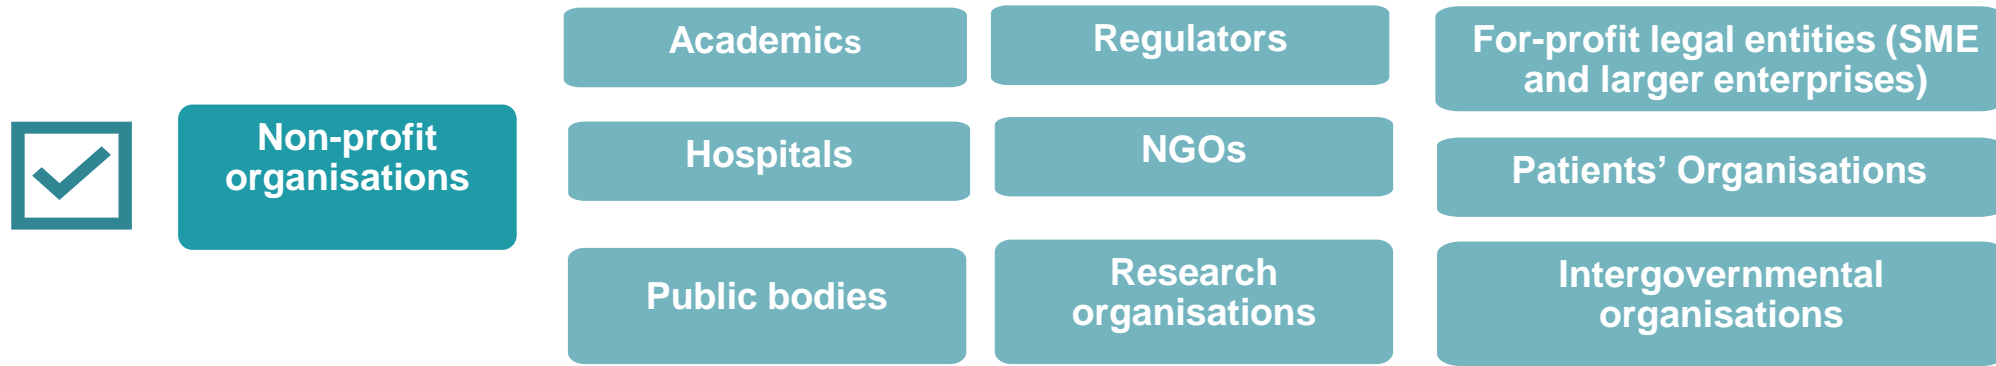 Non-profit
organisations
Academics
Hospitals
Public bodies
Regulators
NGOs
Research
organisations
For-profit legal entities (SME
and larger enterprises)
Patients’ Organisations
Intergovernmental
organisations